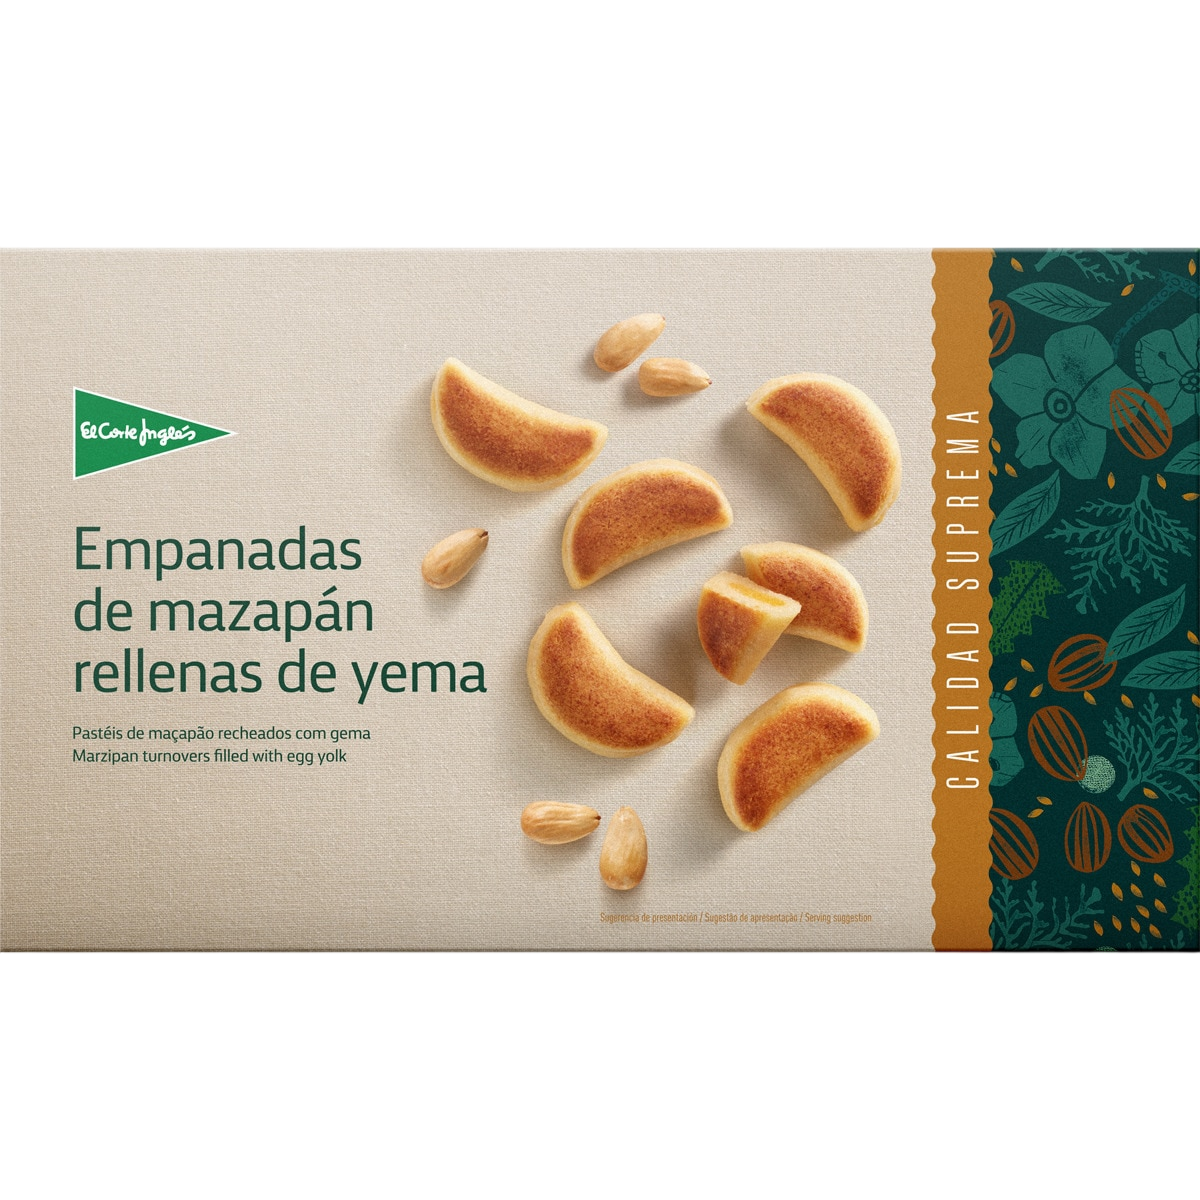 El Corte Inglés
Empanadas
de mazapán
rellenas de yema
Pastéis de maçapão recheados com gema
Marzipan turnovers filled with egg yolk
Sugerencia de presentación / Sugestão de apresentação / Serving suggestion
CALIDAD SUPREMA